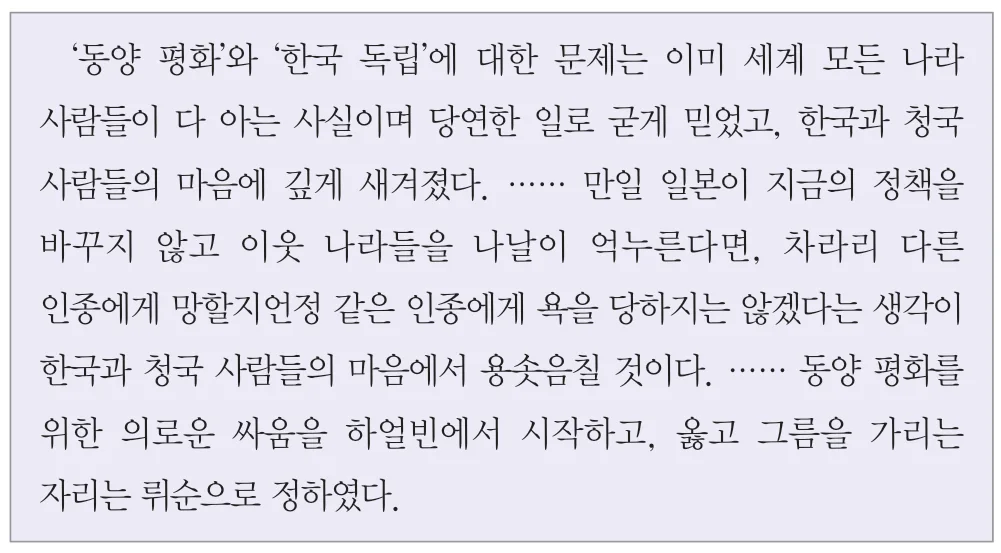 ‘동양 평화’와 ‘한국 독립’에 대한 문제는 이미 세계 모든 나라
사람들이 다 아는 사실이며 당연한 일로 굳게 믿었고, 한국과 청국
사람들의 마음에 깊게 새겨졌다. …… 만일 일본이 지금의 정책을
바꾸지 않고 이웃 나라들을 나날이 억누른다면, 차라리 다른
인종에게 망할지언정 같은 인종에게 욕을 당하지는 않겠다는 생각이
한국과 청국 사람들의 마음에서 용솟음칠 것이다. …… 동양 평화를
위한 의로운 싸움을 하얼빈에서 시작하고, 옳고 그름을 가리는
자리는 뤼순으로 정하였다.